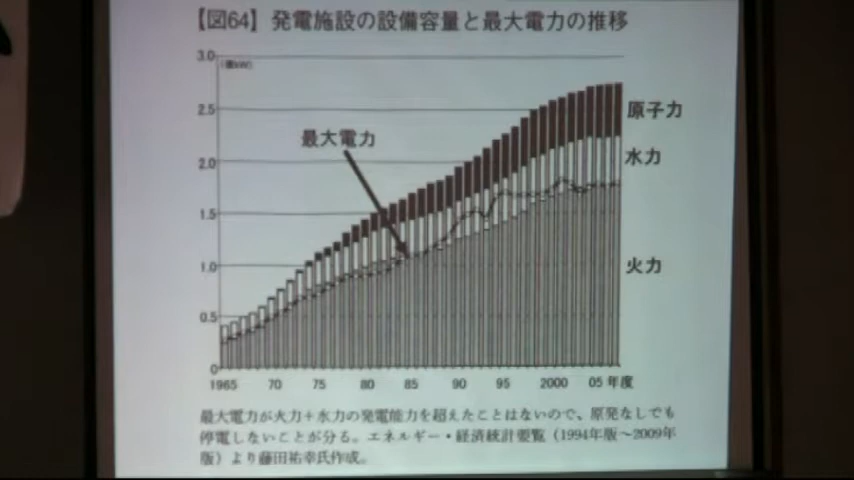 【図64】発電施設の設備容量と最大電力の推移
3.0
(億kW)
2.5
原子力
最大電力
2.0
水力
1.5
1.0
火力
0.5
0
1965 70 75 80 85 90 95 2000 05 年度
最大電力が火力＋水力の発電能力を超えたことはないので、原発なしでも
停電しないことが分る。エネルギー・経済統計要覧（1994年版～2009年
版）より藤田祐幸氏作成。